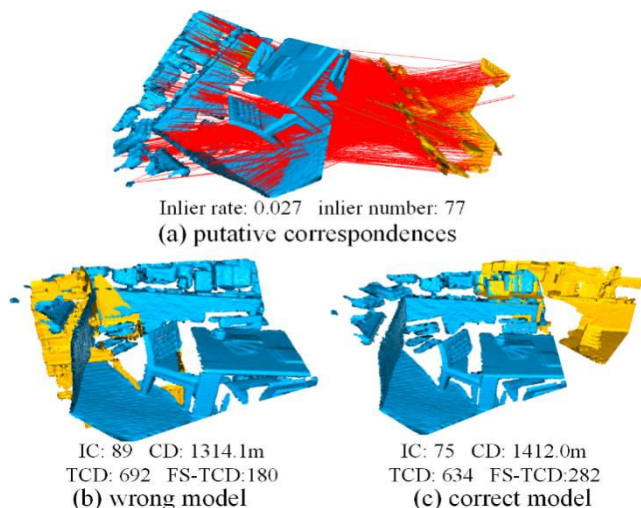 Inlier rate: 0.027 inlier number: 77
(a) putative correspondences
IC: 89 CD: 1314.1m
TCD: 692 FS-TCD:180
(b) wrong model
IC: 75 CD: 1412.0m
TCD: 634 FS-TCD:282
(c) correct model